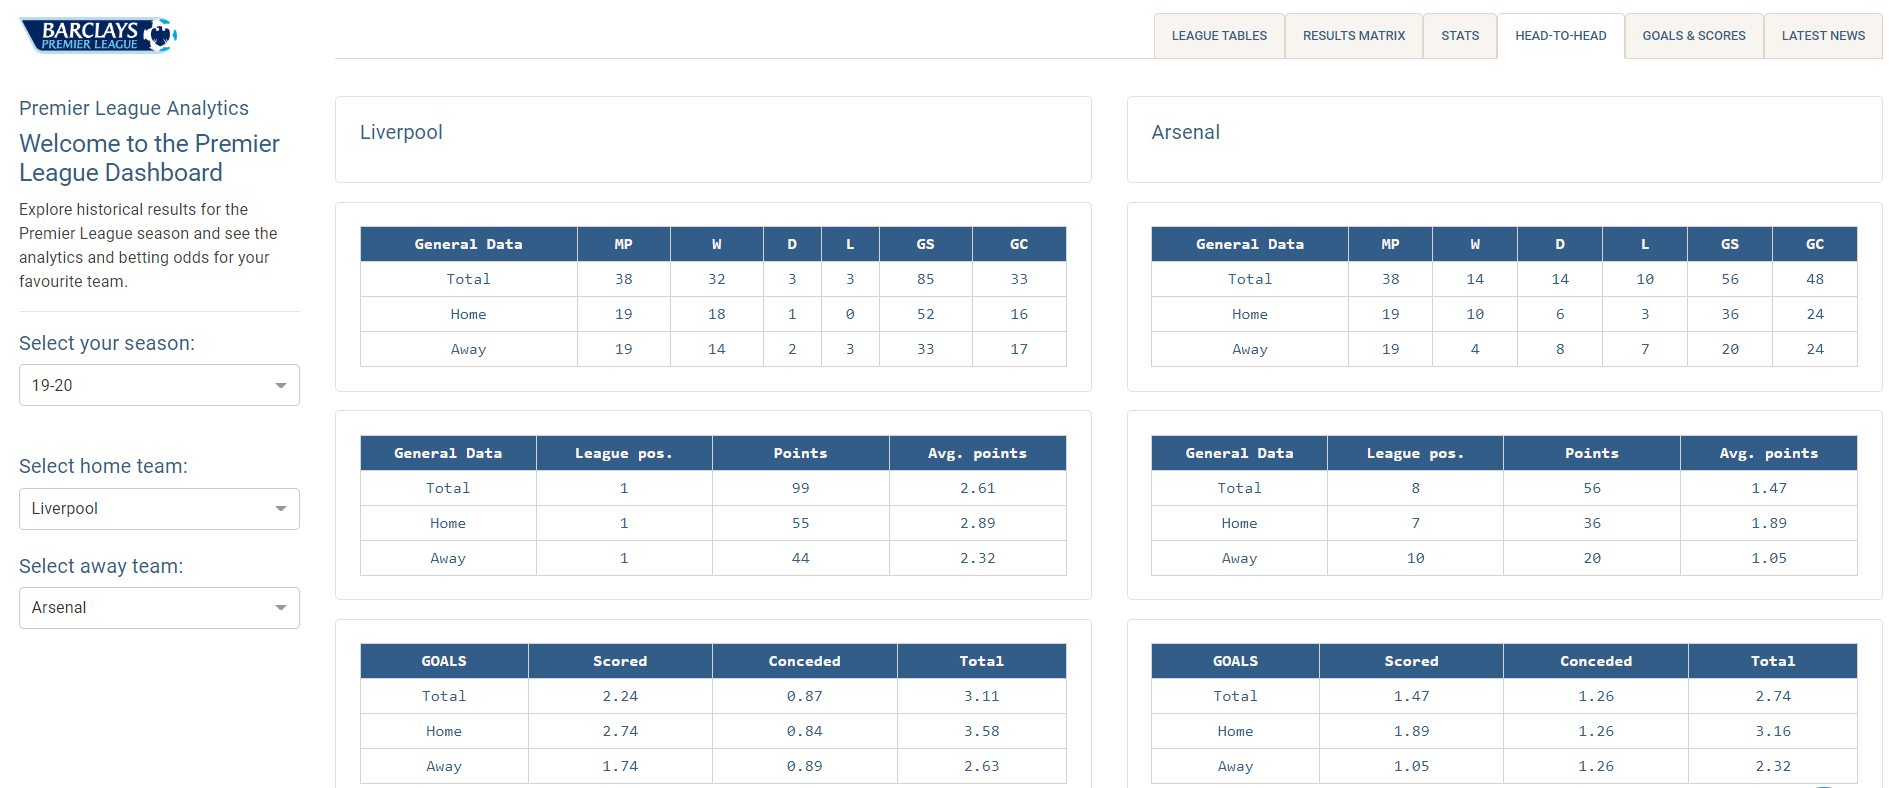 BARCLAYS
PREMIER LEAGUE
LEAGUE TABLES
RESULTS MATRIX
STATS
HEAD-TO-HEAD
GOALS & SCORES
LATEST NEWS
Premier League Analytics
Welcome to the Premier
League Dashboard
Explore historical results for the
Premier League season and see the
analytics and betting odds for your
favourite team.
Select your season:
19-20
Select home team:
Liverpool
Select away team:
Arsenal
Liverpool
General Data MP W D L GS GC
Total 38 32 3 3 85 33
Home 19 18 1 0 52 16
Away 19 14 2 3 33 17
General Data League pos. Points Avg. points
Total 1 99 2.61
Home 1 55 2.89
Away 1 44 2.32
GOALS Scored Conceded Total
Total 2.24 0.87 3.11
Home 2.74 0.84 3.58
Away 1.74 0.89 2.63
Arsenal
General Data MP W D L GS GC
Total 38 14 14 10 56 48
Home 19 10 6 3 36 24
Away 19 4 8 7 20 24
General Data League pos. Points Avg. points
Total 8 56 1.47
Home 7 36 1.89
Away 10 20 1.05
GOALS Scored Conceded Total
Total 1.47 1.26 2.74
Home 1.89 1.26 3.16
Away 1.05 1.26 2.32